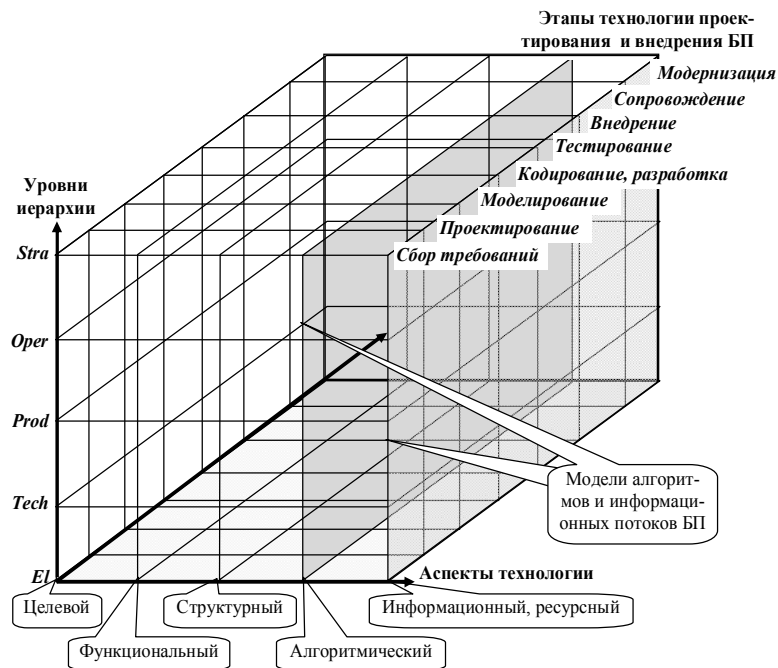 Этапы технологии проек-
тирования и внедрения БП
Модернизация
Сопровождение
Внедрение
Тестирование
Кодирование, разработка
Моделирование
Проектирование
Сбор требований
Уровни
иерархии
Stra
Oper
Prod
Tech
El
Модели алгорит-
мов и информаци-
онных потоков БП
Аспекты технологии
Целевой
Структурный
Информационный, ресурсный
Функциональный
Алгоритмический